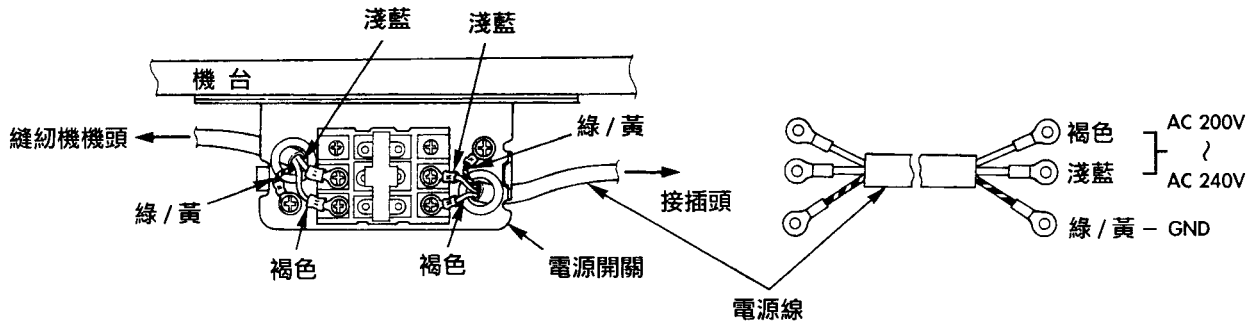 淺藍
淺藍
機 台
縫紉機機頭
綠 / 黃
綠 / 黃
接插頭
褐色
褐色
電源開關
電源線
褐色
淺藍
AC 200V
~
AC 240V
綠 / 黃 – GND